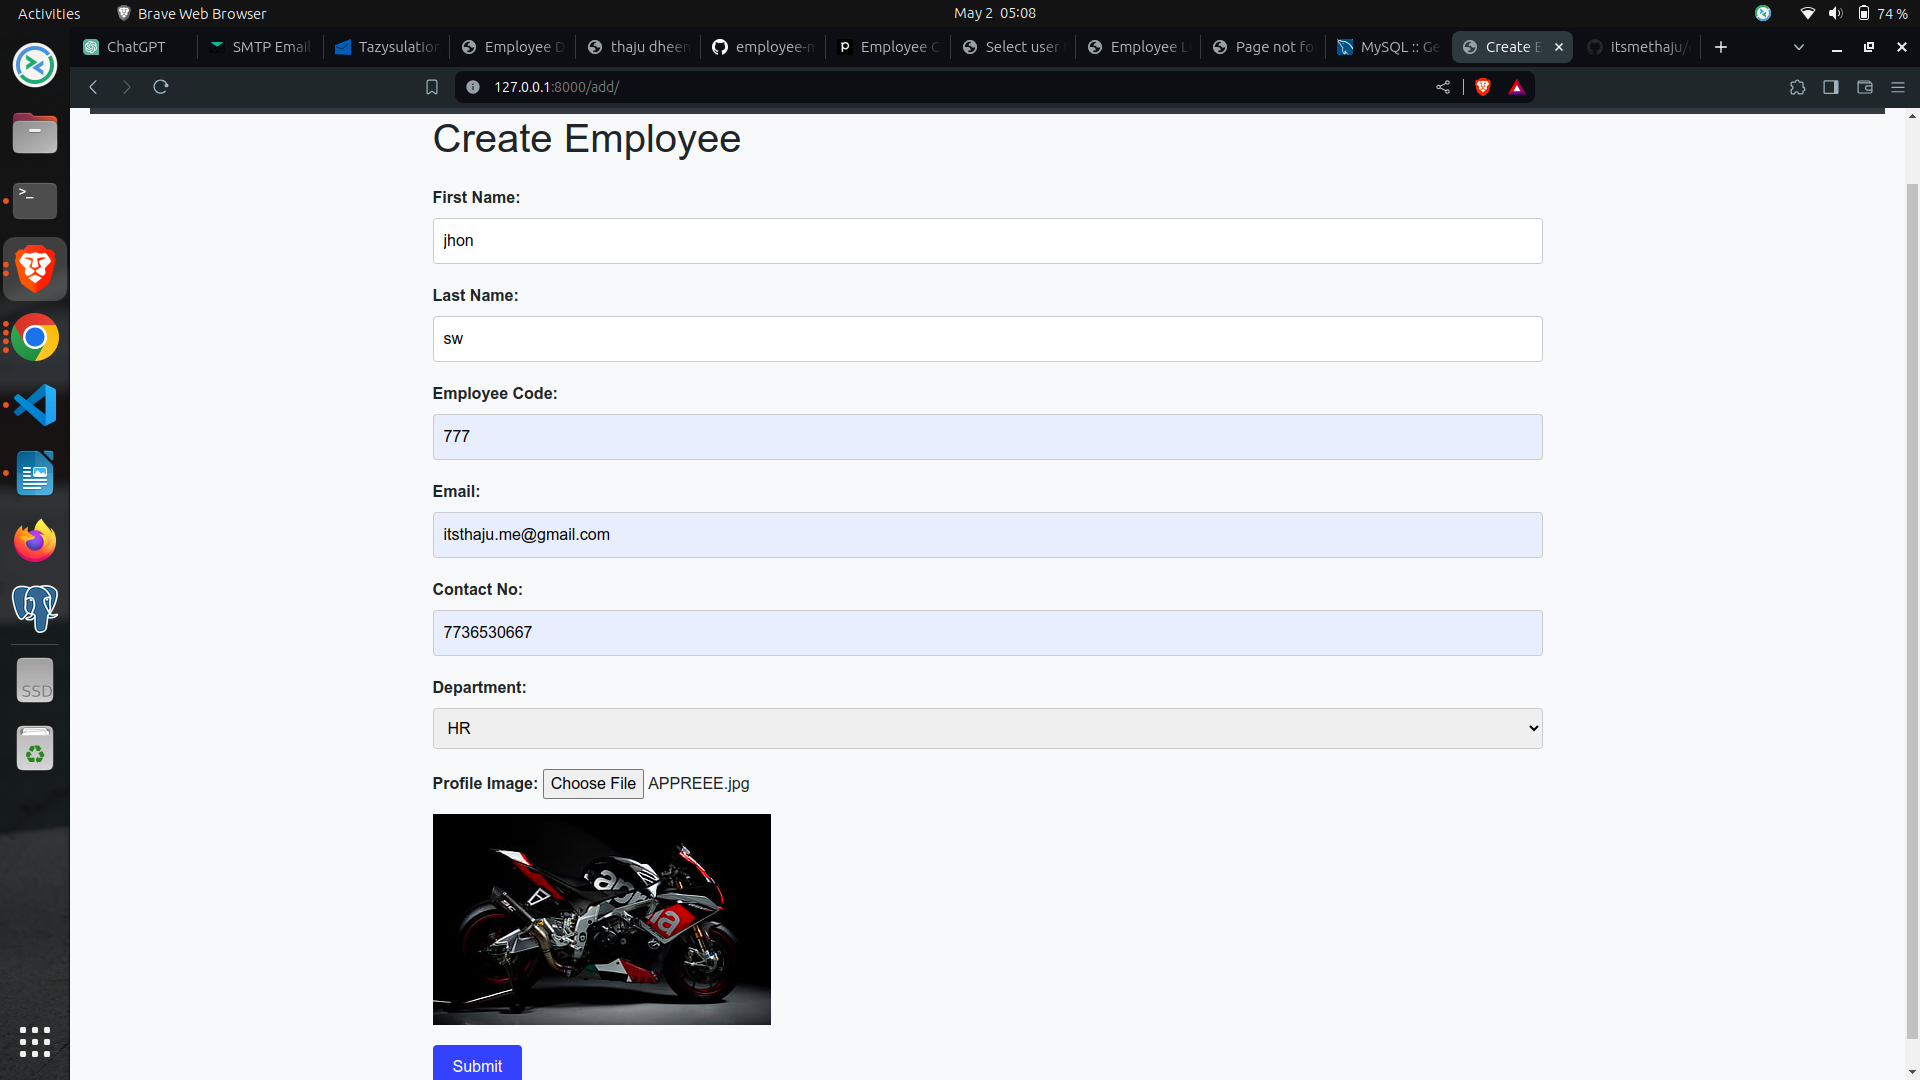 Activities
Brave Web Browser
May 2 05:08
74 %
ChatGPT
SMTP Email
Tazysulation
Employee D
thaju dheen
employee-m
Employee C
Select user
Employee L
Page not fo
MySQL :: Ge
Create E
itsmethaju/
127.0.0.1:8000/add/
Create Employee
First Name:
jhon
Last Name:
sw
Employee Code:
777
Email:
itsthaju.me@gmail.com
Contact No:
7736530667
Department:
HR
Profile Image: Choose File APPREEE.jpg
aprilia
Submit
SSD